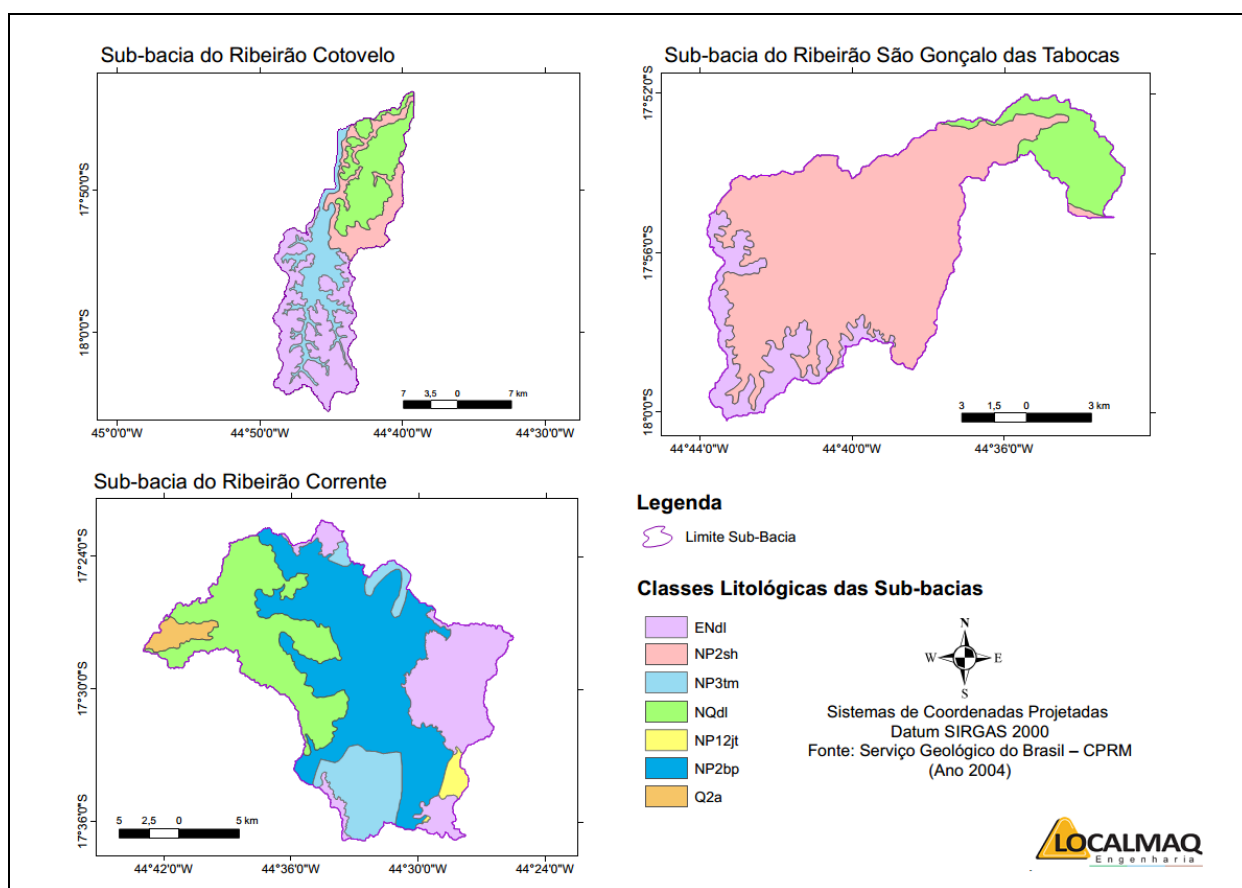 Sub-bacia do Ribeirão Cotovelo
17°50'0"S
18°0'0"S
7 3,5 0 7 km
45°0'0"W 44°50'0"W 44°40'0"W 44°30'0"W
Sub-bacia do Ribeirão São Gonçalo das Tabocas
17°52'0"S
17°56'0"S
18°0'0"S
3 1,5 0 3 km
44°44'0"W 44°40'0"W 44°36'0"W
Sub-bacia do Ribeirão Corrente
17°24'0"S
17°30'0"S
17°36'0"S
5 2,5 0 5 km
44°42'0"W 44°36'0"W 44°30'0"W 44°24'0"W
Legenda
Limite Sub-Bacia
Classes Litológicas das Sub-bacias
ENdl
NP2sh
NP3tm
NQdl
NP12jt
NP2bp
Q2a
N
W E
S
Sistemas de Coordenadas Projetadas
Datum SIRGAS 2000
Fonte: Serviço Geológico do Brasil – CPRM
(Ano 2004)
LOCALMAQ
Engenharia